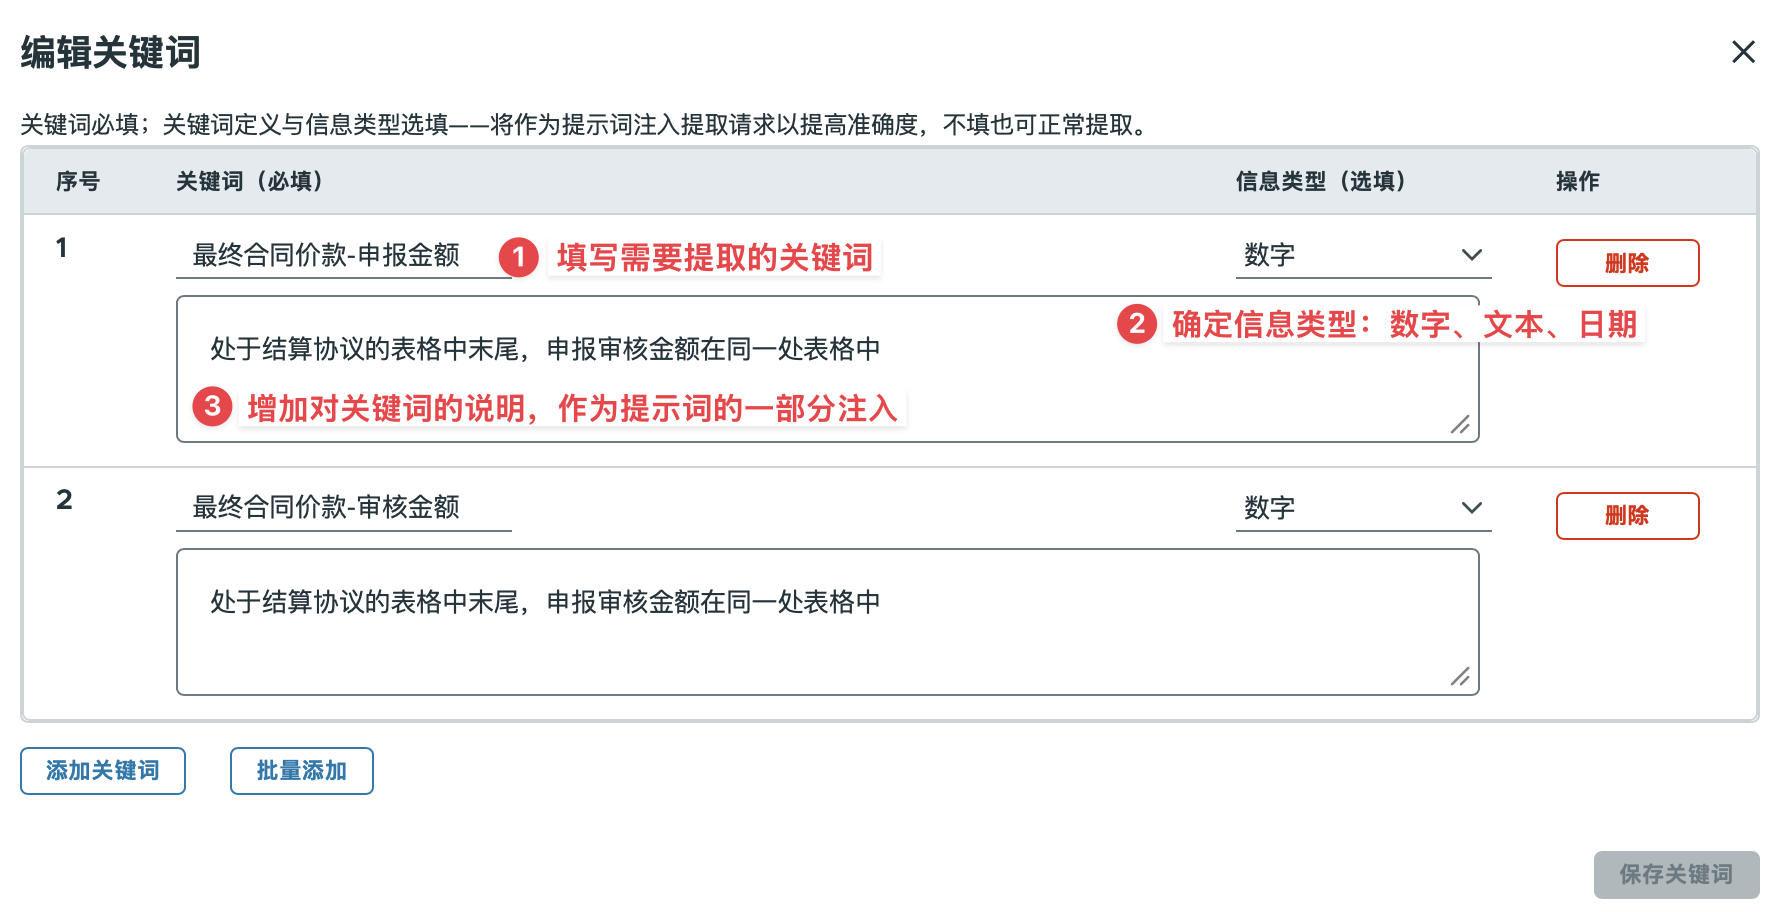 编辑关键词
关键词必填；关键词定义与信息类型选填——将作为提示词注入提取请求以提高准确度，不填也可正常提取。
序号 关键词（必填） 信息类型（选填） 操作
1 最终合同价款-申报金额 1 填写需要提取的关键词 数字 删除
2 确定信息类型：数字、文本、日期
处于结算协议的表格中末尾，申报审核金额在同一处表格中
3 增加对关键词的说明，作为提示词的一部分注入
2 最终合同价款-审核金额 数字 删除
处于结算协议的表格中末尾，申报审核金额在同一处表格中
添加关键词 批量添加
保存关键词